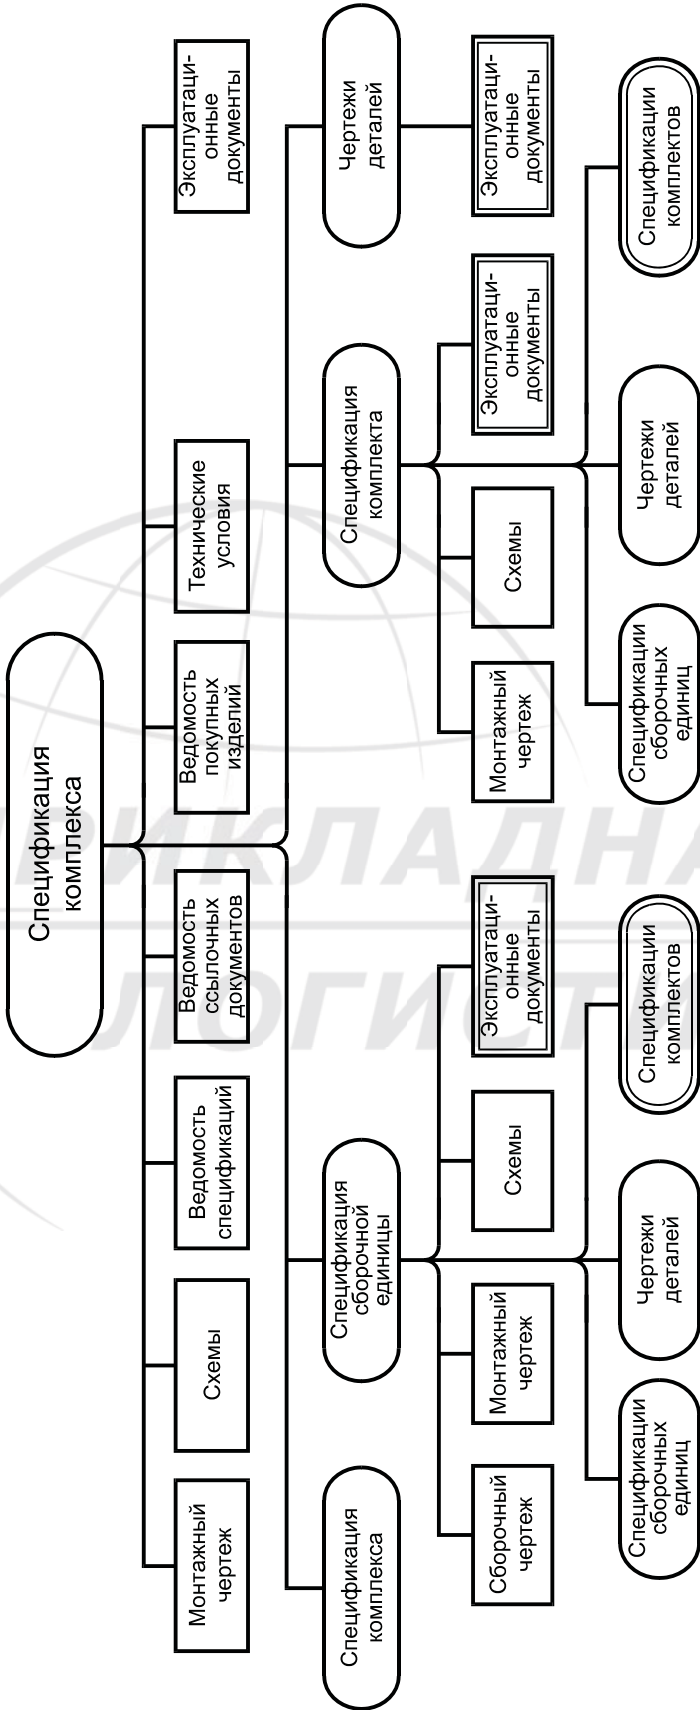 Спецификация
комплекса
Монтажный
чертеж
Схемы
Ведомость
спецификаций
Ведомость
ссылочных
документов
Ведомость
покупных
изделий
Технические
условия
Эксплуатаци-
онные
документы
Спецификация
комплекса
Спецификация
сборочной
единицы
Спецификация
комплекта
Чертежи
деталей
Сборочный
чертеж
Монтажный
чертеж
Схемы
Эксплуатаци-
онные
документы
Монтажный
чертеж
Схемы
Эксплуатаци-
онные
документы
Эксплуатаци-
онные
документы
Спецификации
сборочных
единиц
Чертежи
деталей
Спецификации
комплектов
Спецификации
сборочных
единиц
Чертежи
деталей
Спецификации
комплектов